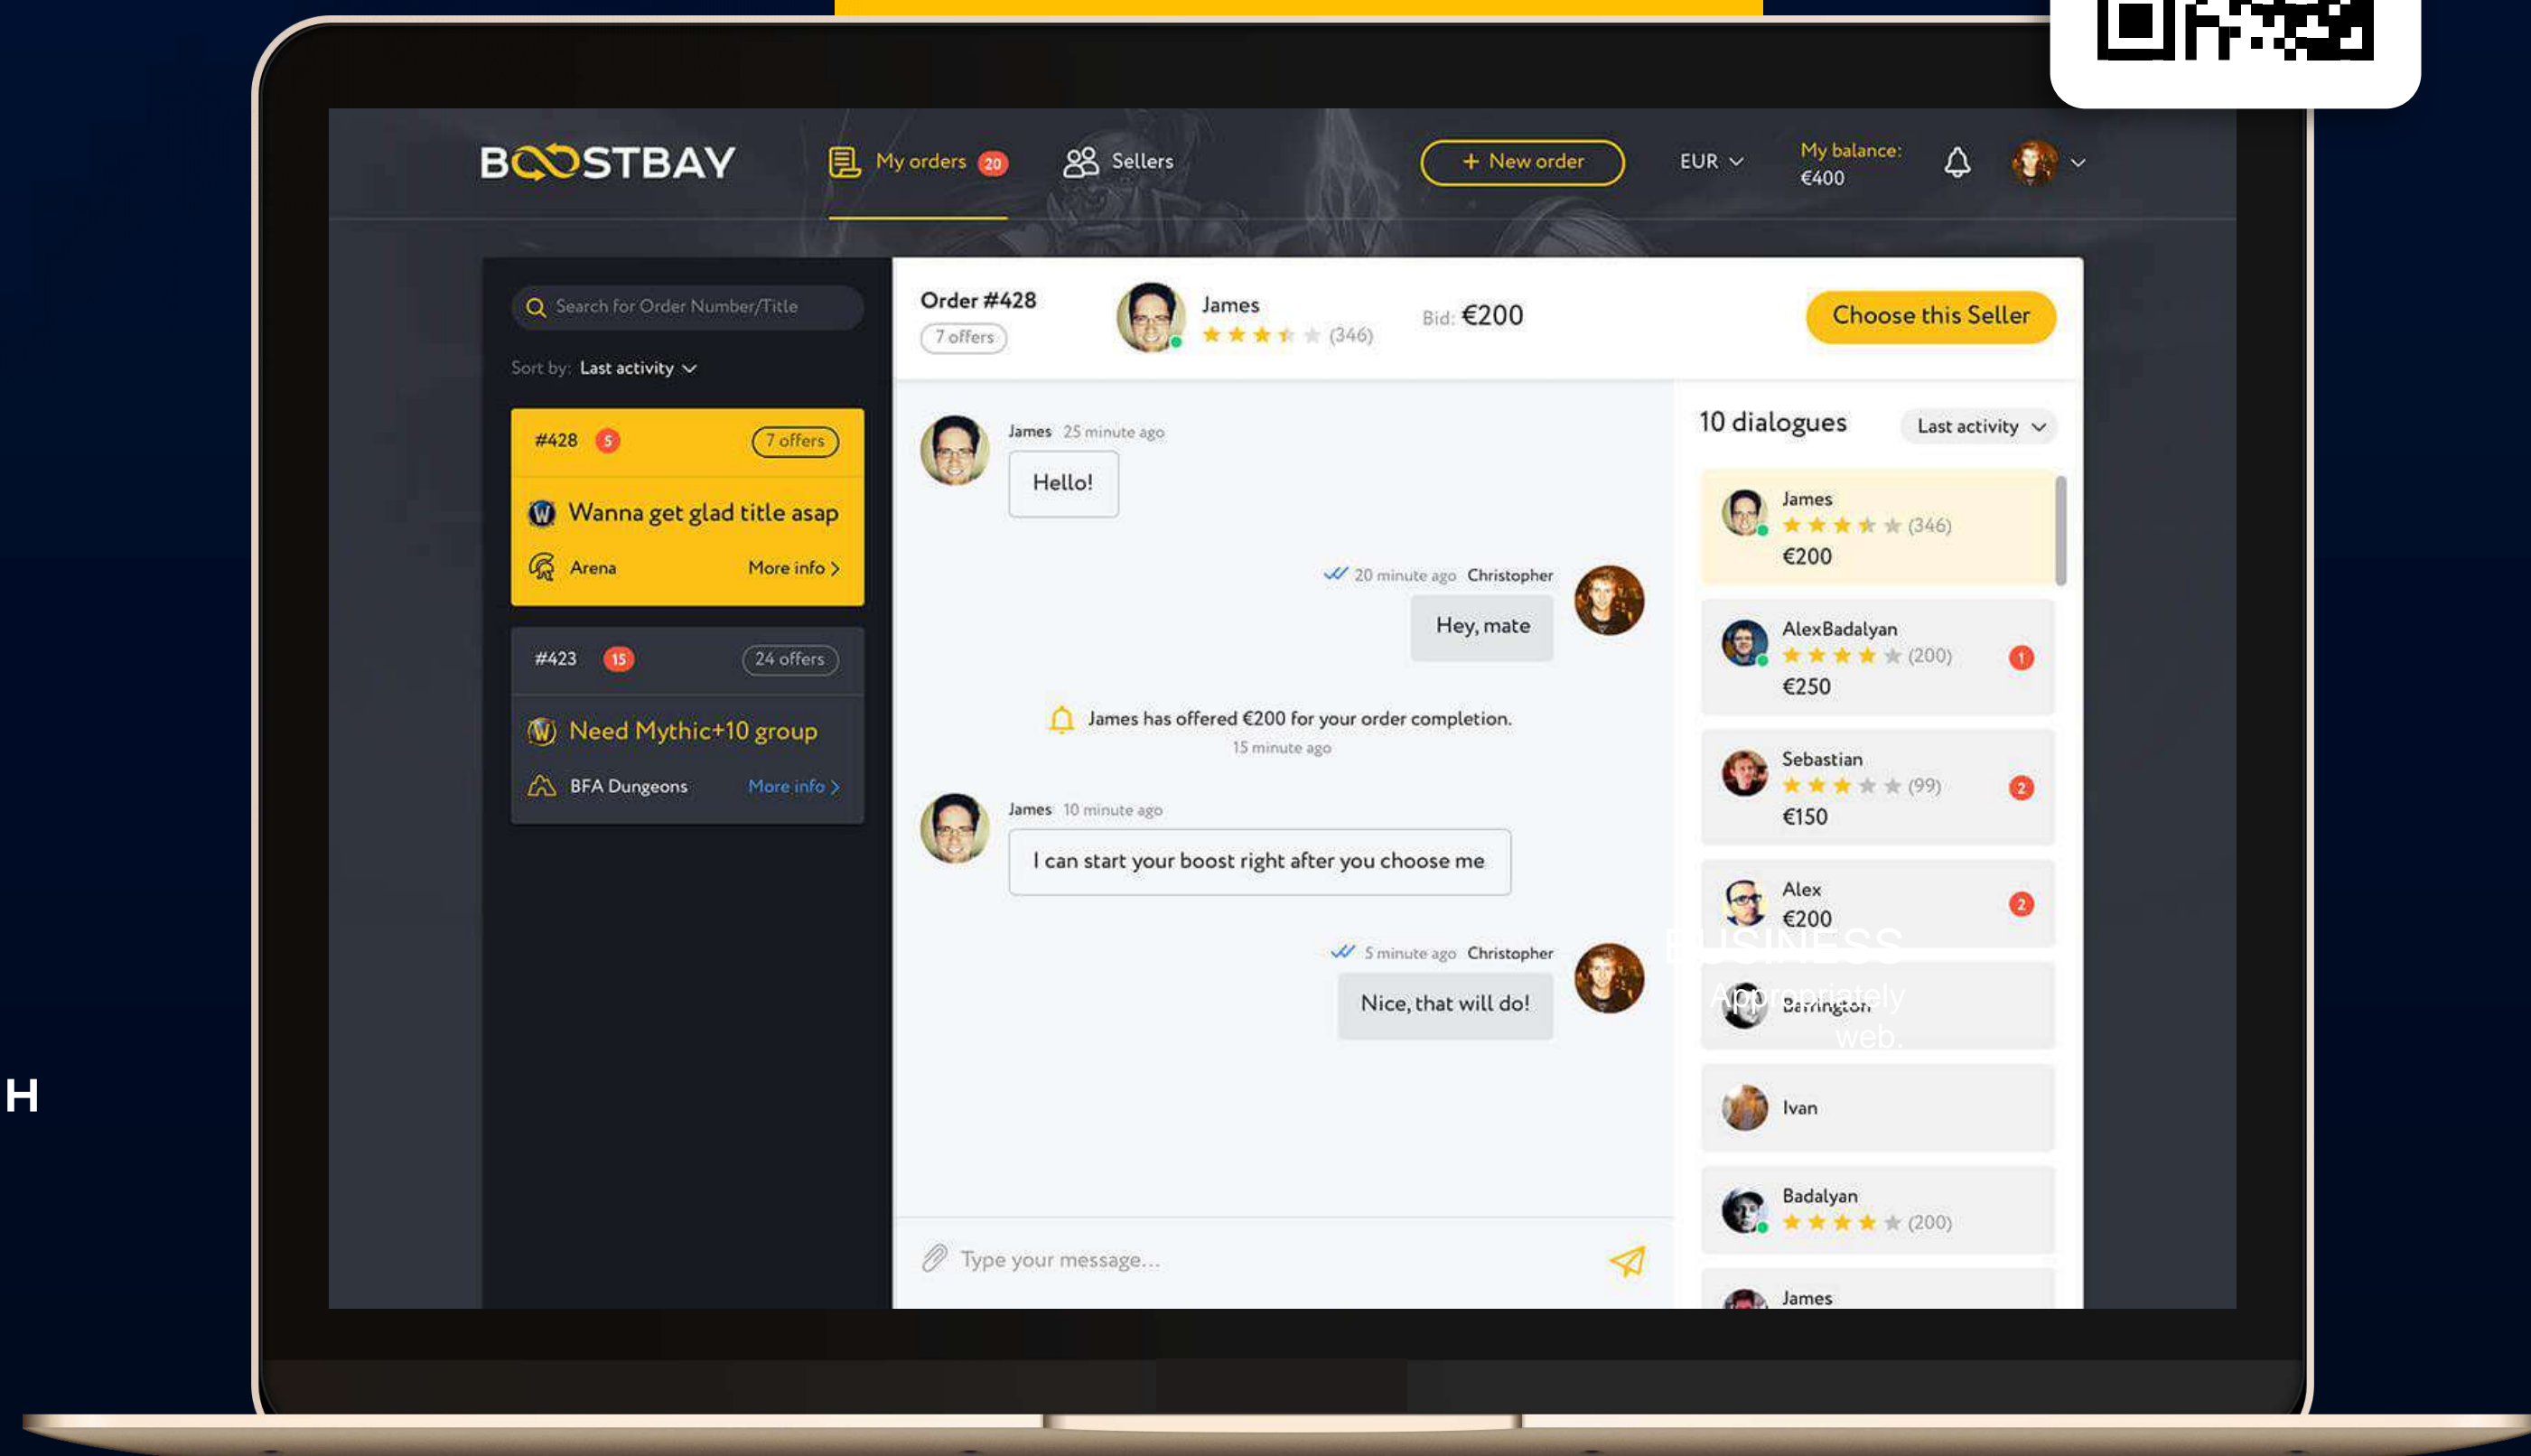 BOOSTBAY
My orders 20
Sellers
+ New order
EUR
My balance:
€400
Search for Order Number/Title
Sort by: Last activity
#428 5 7 offers
Wanna get glad title asap
Arena More info >
#423 15 24 offers
Need Mythic+10 group
BFA Dungeons More info >
Order #428
7 offers
James
(346)
Bid: €200
Choose this Seller
James 25 minute ago
Hello!
20 minute ago Christopher
Hey, mate
James has offered €200 for your order completion.
15 minute ago
James 10 minute ago
I can start your boost right after you choose me
5 minute ago Christopher
Nice, that will do!
Type your message...
10 dialogues Last activity
James
(346)
€200
AlexBadalyan
(200) 1
€250
Sebastian
(99) 2
€150
Alex
€200 2
BUSINESS
Appropriately
Barrington
web.
Ivan
Badalyan
(200)
James
H